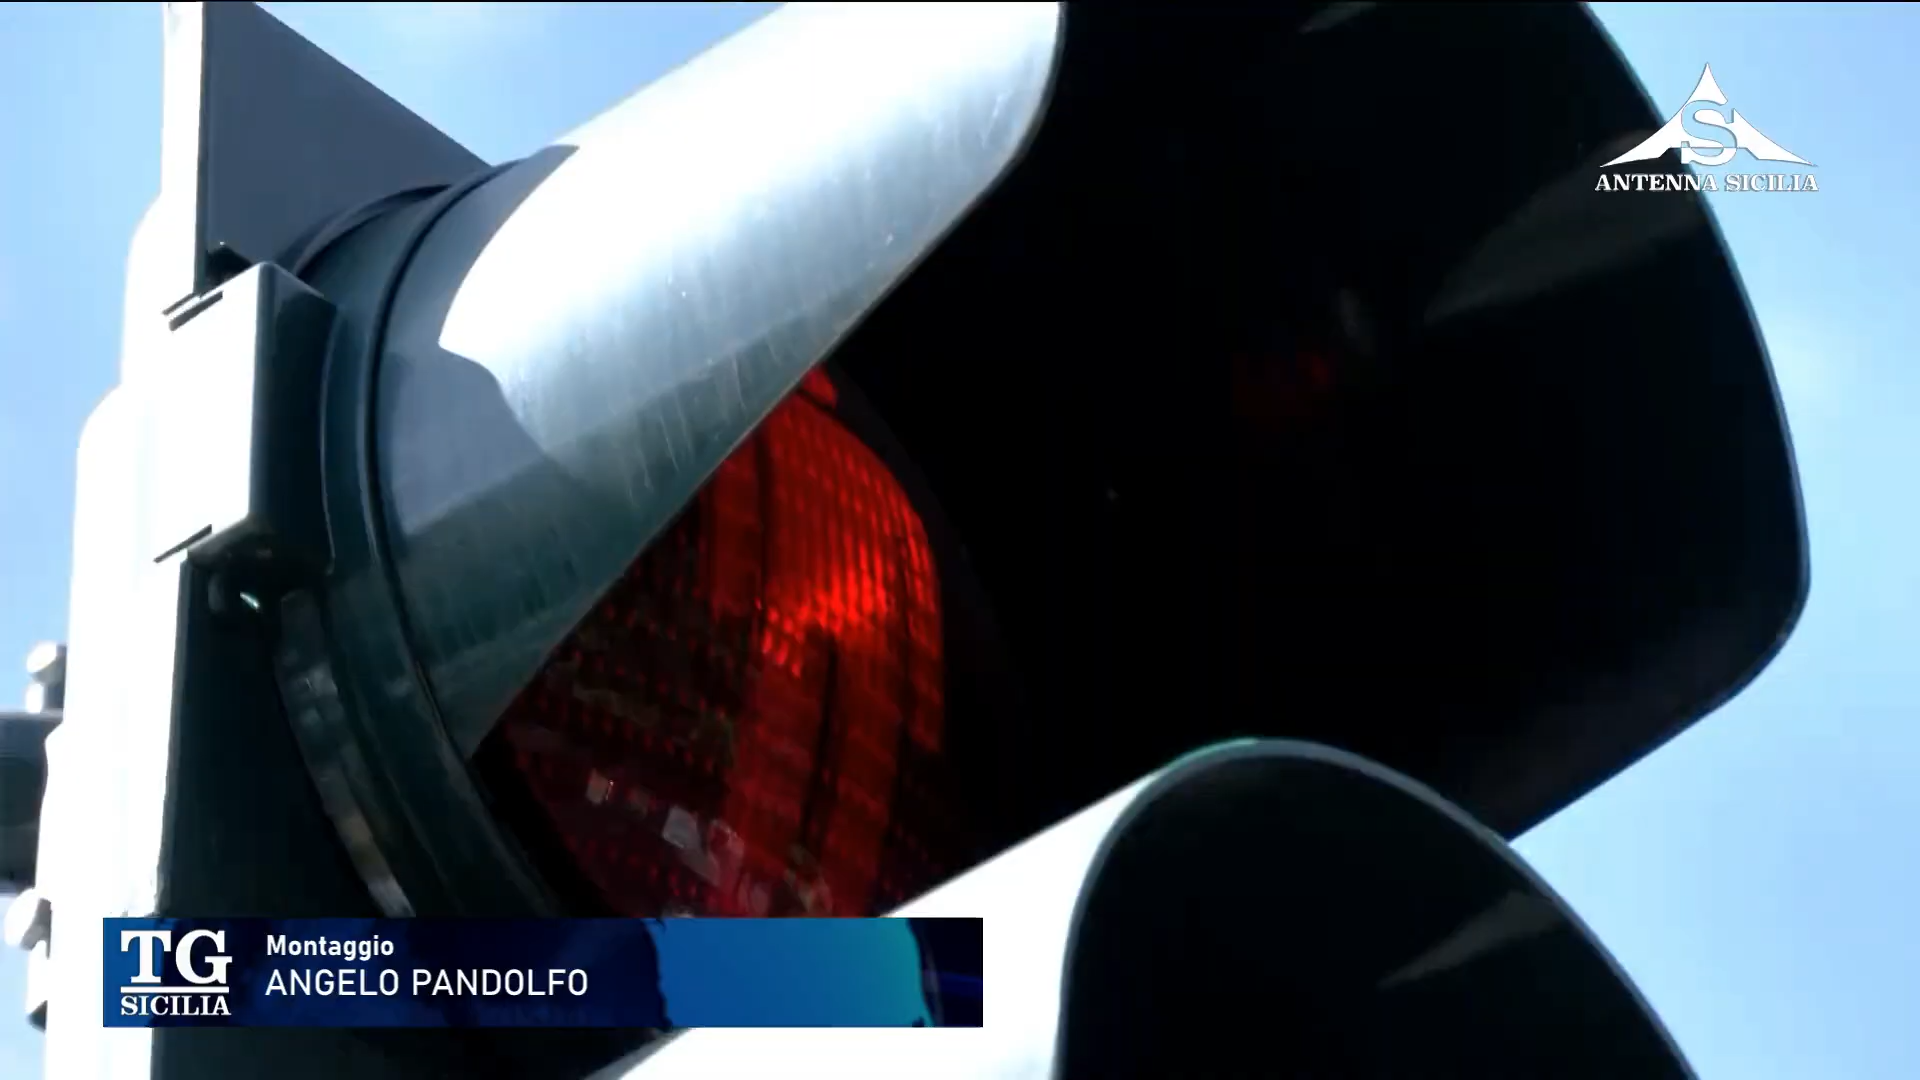 S
ANTENNA SICILIA
TG
SICILIA
Montaggio
ANGELO PANDOLFO